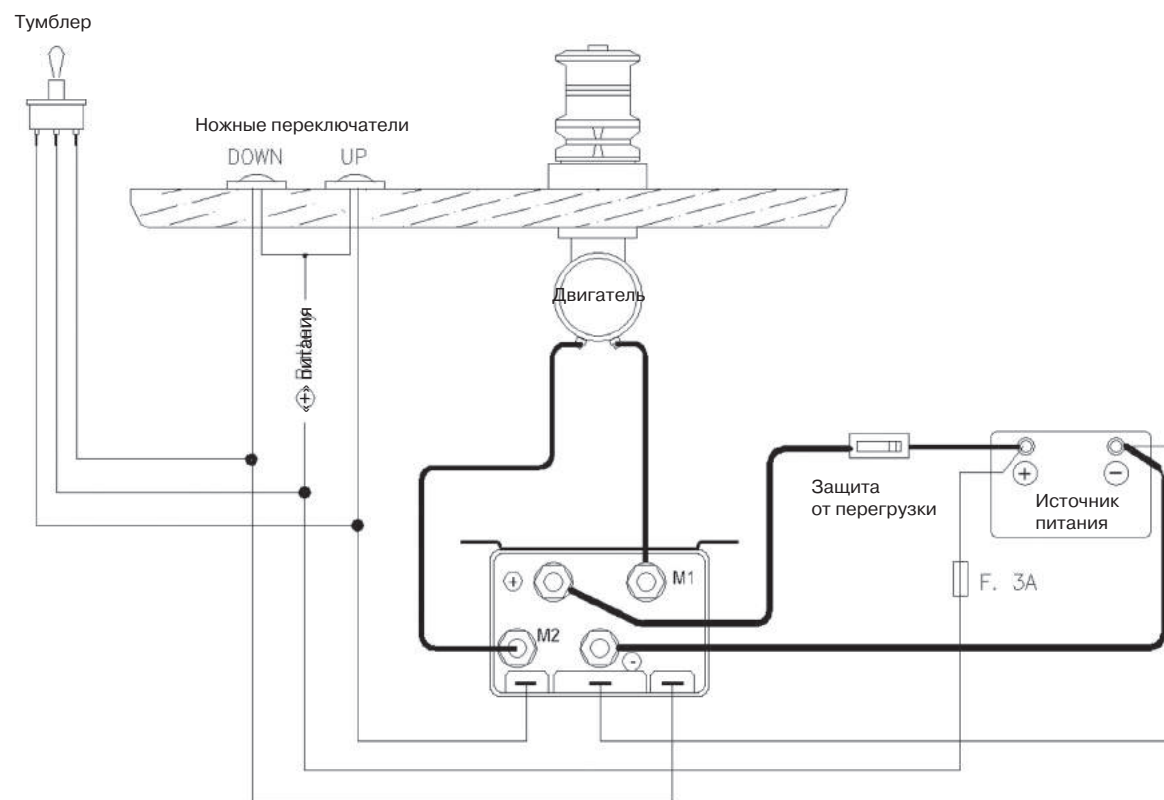 Тумблер
Ножные переключатели
DOWN UP
Двигатель
«+» питания
+
Защита
от перегрузки
+ -
Источник
питания
F. 3A
+ M1
M2
-